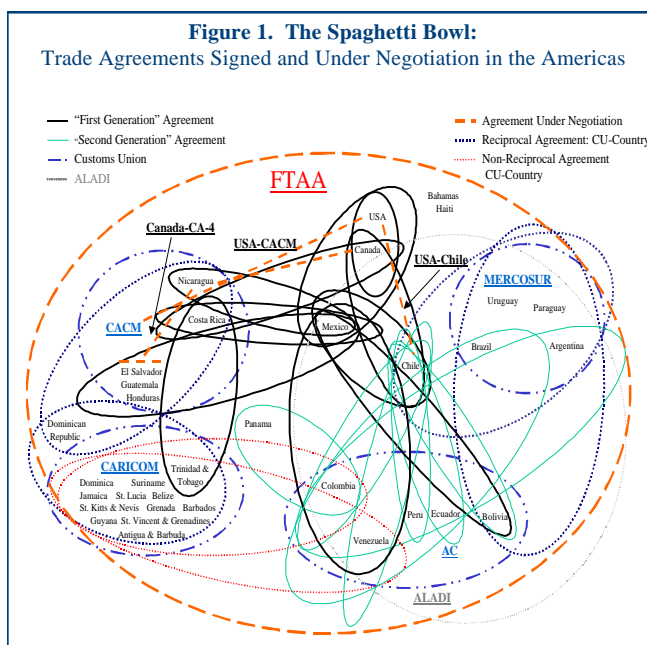 Figure 1. The Spaghetti Bowl:
Trade Agreements Signed and Under Negotiation in the Americas
"First Generation" Agreement
"Second Generation" Agreement
Customs Union
ALADI
Agreement Under Negotiation
Reciprocal Agreement: CU-Country
Non-Reciprocal Agreement
CU-Country
FTAA
Bahamas
Haiti
USA
Canada-CA-4
USA-CACM
Canada
USA-Chile
MERCOSUR
Nicaragua
Uruguay
Paraguay
CACM
Costa Rica
Mexico
Brazil
Argentina
Chile
El Salvador
Guatemala
Honduras
Dominican
Republic
Panama
CARICOM
Trinidad &
Tobago
Dominica Suriname
Jamaica St. Lucia Belize
St. Kitts & Nevis Grenada Barbados
Guyana St. Vincent & Grenadines
Antigua & Barbuda
Colombia
Peru
Ecuador
Bolivia
Venezuela
AC
ALADI